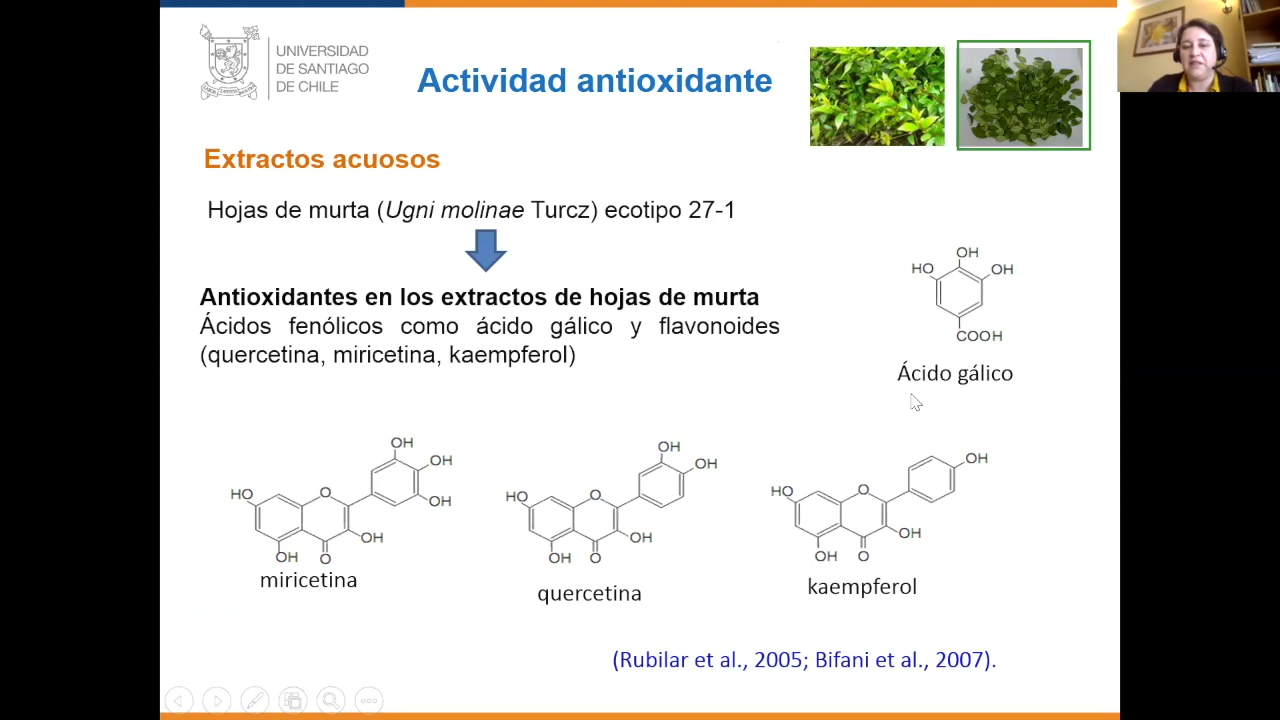 UNIVERSIDAD
DE SANTIAGO
DE CHILE
Actividad antioxidante
Extractos acuosos
Hojas de murta (Ugni molinae Turcz) ecotipo 27-1
Antioxidantes en los extractos de hojas de murta
Ácidos fenólicos como ácido gálico y flavonoides
(quercetina, miricetina, kaempferol)
OH
HO
OH
COOH
Ácido gálico
OH
OH
HO
O
OH
OH
OH
O
miricetina
OH
OH
HO
O
OH
OH
O
quercetina
OH
HO
O
OH
OH
O
kaempferol
(Rubilar et al., 2005; Bifani et al., 2007).